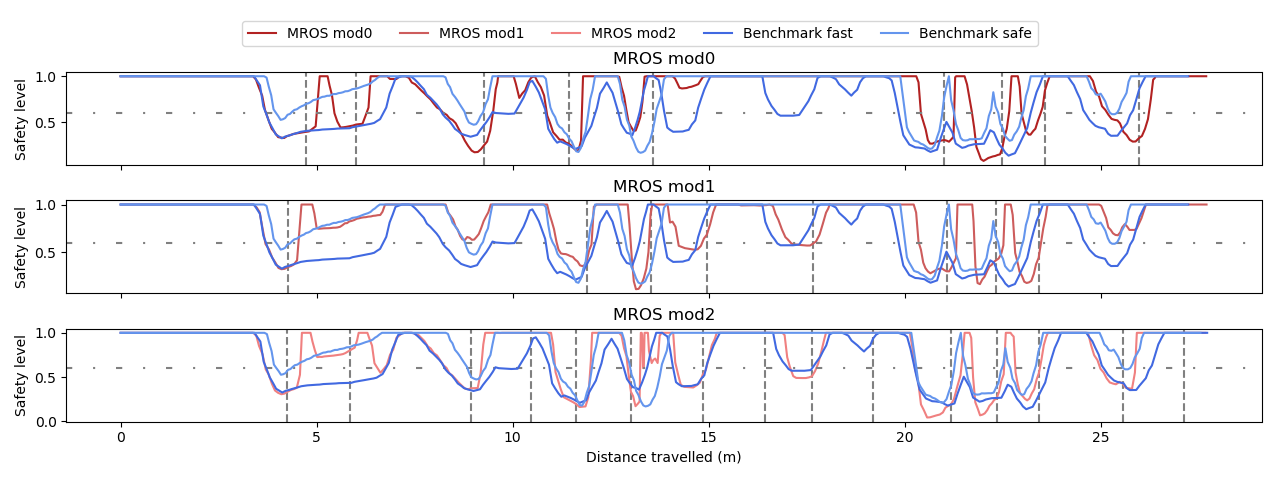 MROS mod0 MROS mod1 MROS mod2 Benchmark fast Benchmark safe
MROS mod0
1.0
0.5
Safety level
MROS mod1
1.0
0.5
Safety level
MROS mod2
1.0
0.5
0.0
Safety level
0 5 10 15 20 25
Distance travelled (m)